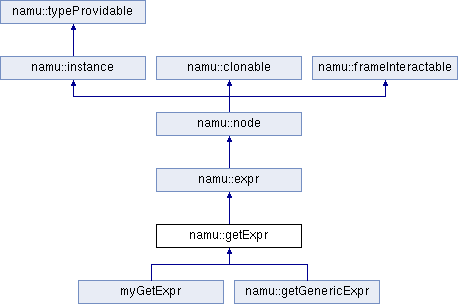 namu::typeProvidable
namu::instance
namu::clonable
namu::frameInteractable
namu::node
namu::expr
namu::getExpr
myGetExpr
namu::getGenericExpr